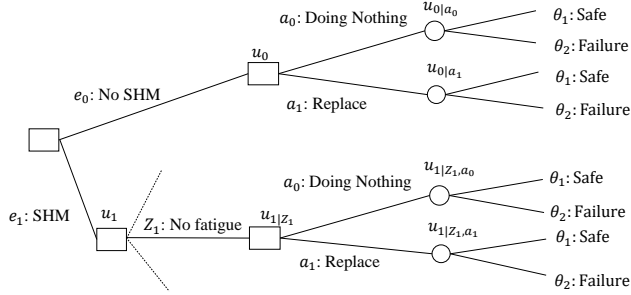 a₀: Doing Nothing
u₀|a₀
θ₁: Safe
θ₂: Failure
u₀
e₀: No SHM
a₁: Replace
u₀|a₁
θ₁: Safe
θ₂: Failure
e₁: SHM
u₁
Z₁: No fatigue
u₁|Z₁
a₀: Doing Nothing
u₁|Z₁,a₀
θ₁: Safe
θ₂: Failure
a₁: Replace
u₁|Z₁,a₁
θ₁: Safe
θ₂: Failure